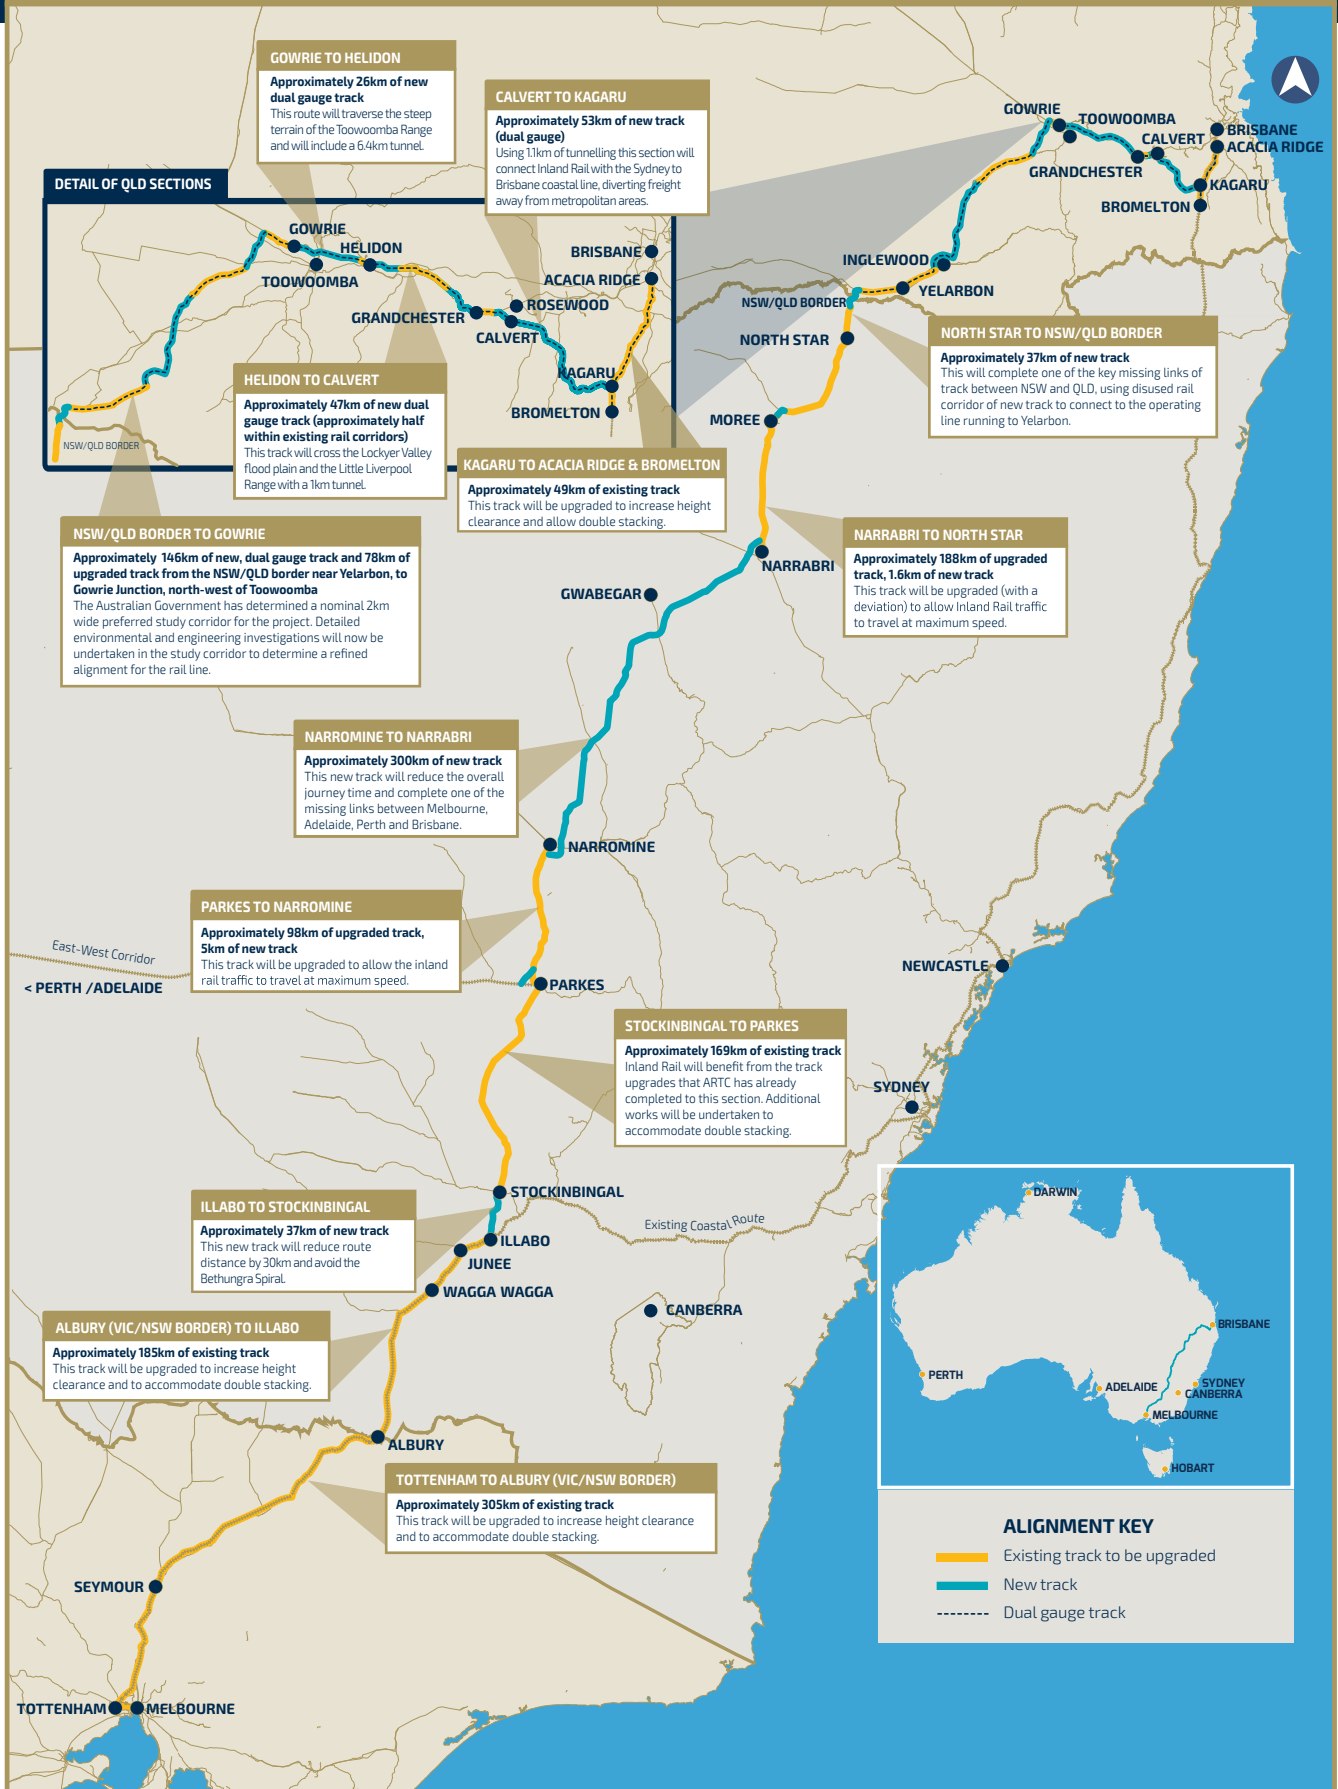 GOWRIE TO HELIDON
Approximately 26km of new
dual gauge track
This route will traverse the steep
terrain of the Toowoomba Range
and will include a 6.4km tunnel.
CALVERT TO KAGARU
Approximately 53km of new track
(dual gauge)
Using 1.1km of tunnelling this section will
connect Inland Rail with the Sydney to
Brisbane coastal line, diverting freight
away from metropolitan areas.
DETAIL OF QLD SECTIONS
GOWRIE
HELIDON
TOOWOOMBA
BRISBANE
ACACIA RIDGE
ROSEWOOD
GRANDCHESTER
CALVERT
KAGARU
BROMELTON
NSW/QLD BORDER
HELIDON TO CALVERT
Approximately 47km of new dual
gauge track (approximately half
within existing rail corridors)
This track will cross the Lockyer Valley
flood plain and the Little Liverpool
Range with a 1km tunnel.
KAGARU TO ACACIA RIDGE & BROMELTON
Approximately 49km of existing track
This track will be upgraded to increase height
clearance and allow double stacking.
NSW/QLD BORDER TO GOWRIE
Approximately 146km of new, dual gauge track and 78km of
upgraded track from the NSW/QLD border near Yelarbon, to
Gowrie Junction, north-west of Toowoomba
The Australian Government has determined a nominal 2km
wide preferred study corridor for the project. Detailed
environmental and engineering investigations will now be
undertaken in the study corridor to determine a refined
alignment for the rail line.
GOWRIE
TOOWOOMBA
BRISBANE
CALVERT
ACACIA RIDGE
GRANDCHESTER
KAGARU
BROMELTON
INGLEWOOD
YELARBON
NSW/QLD BORDER
NORTH STAR
NORTH STAR TO NSW/QLD BORDER
Approximately 37km of new track
This will complete one of the key missing links of
track between NSW and QLD, using disused rail
corridor of new track to connect to the operating
line running to Yelarbon.
MOREE
NARRABRI TO NORTH STAR
Approximately 188km of upgraded
track, 1.6km of new track
This track will be upgraded (with a
deviation) to allow Inland Rail traffic
to travel at maximum speed.
NARRABRI
GWABEGAR
NARROMINE TO NARRABRI
Approximately 300km of new track
This new track will reduce the overall
journey time and complete one of the
missing links between Melbourne,
Adelaide, Perth and Brisbane.
NARROMINE
PARKES TO NARROMINE
Approximately 98km of upgraded track,
5km of new track
This track will be upgraded to allow the inland
rail traffic to travel at maximum speed.
East-West Corridor
< PERTH /ADELAIDE
PARKES
NEWCASTLE
STOCKINBINGAL TO PARKES
Approximately 169km of existing track
Inland Rail will benefit from the track
upgrades that ARTC has already
completed to this section. Additional
works will be undertaken to
accommodate double stacking.
SYDNEY
STOCKINBINGAL
ILLABO TO STOCKINBINGAL
Approximately 37km of new track
This new track will reduce route
distance by 30km and avoid the
Bethungra Spiral.
Existing Coastal Route
ILLABO
JUNEE
WAGGA WAGGA
CANBERRA
ALBURY (VIC/NSW BORDER) TO ILLABO
Approximately 185km of existing track
This track will be upgraded to increase height
clearance and to accommodate double stacking.
ALBURY
TOTTENHAM TO ALBURY (VIC/NSW BORDER)
Approximately 305km of existing track
This track will be upgraded to increase height clearance
and to accommodate double stacking.
SEYMOUR
TOTTENHAM
MELBOURNE
DARWIN
BRISBANE
PERTH
ADELAIDE
SYDNEY
CANBERRA
MELBOURNE
HOBART
ALIGNMENT KEY
Existing track to be upgraded
New track
Dual gauge track